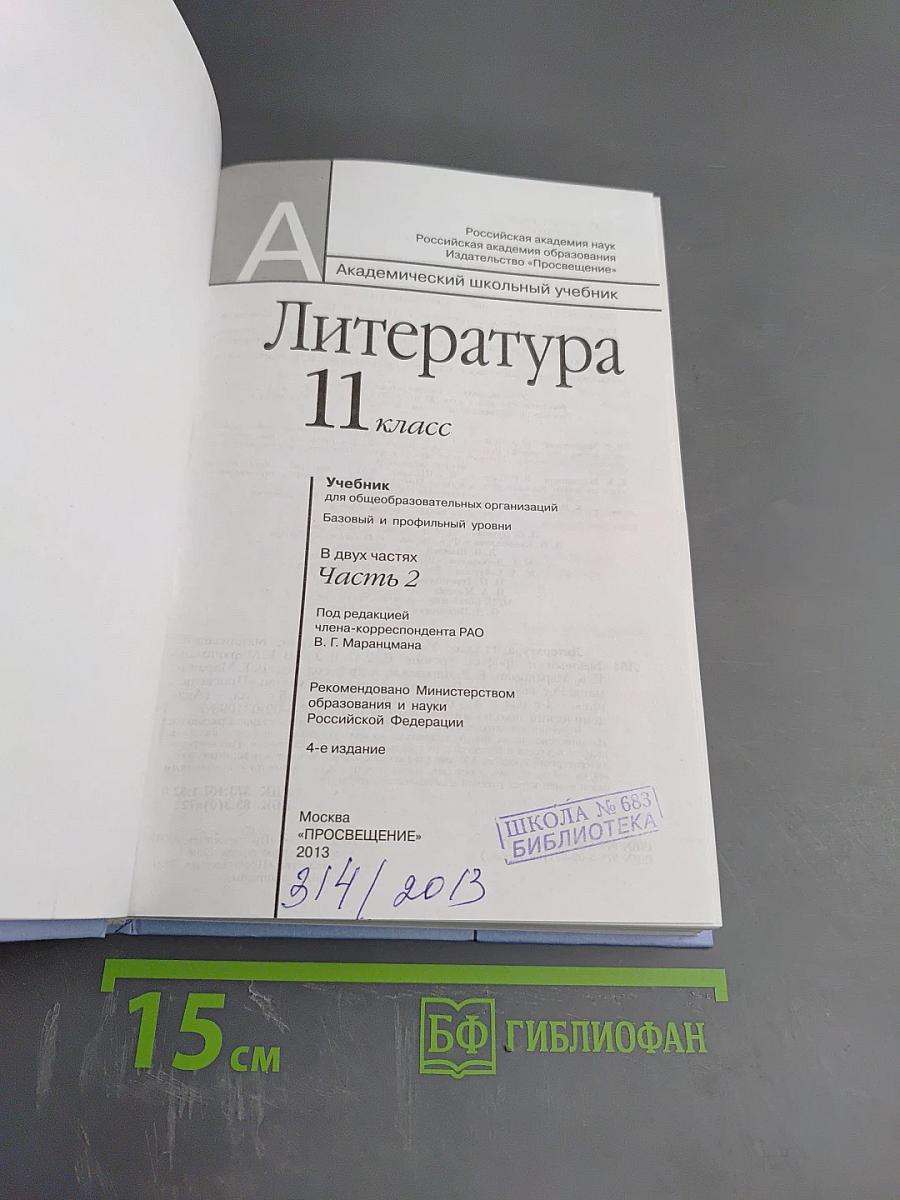 А
Российская академия наук
Российская академия образования
Издательство «Просвещение»
Академический школьный учебник
Литература
11 класс
Учебник
для общеобразовательных организаций
Базовый и профильный уровни
В двух частях
Часть 2
Под редакцией
члена-корреспондента РАО
В. Г. Маранцмана
Рекомендовано Министерством
образования и науки
Российской Федерации
4-е издание
Москва
«ПРОСВЕЩЕНИЕ»
2013
ШКОЛА № 683
БИБЛИОТЕКА
314/2013
15 см
БФ ГИБЛИОФАН